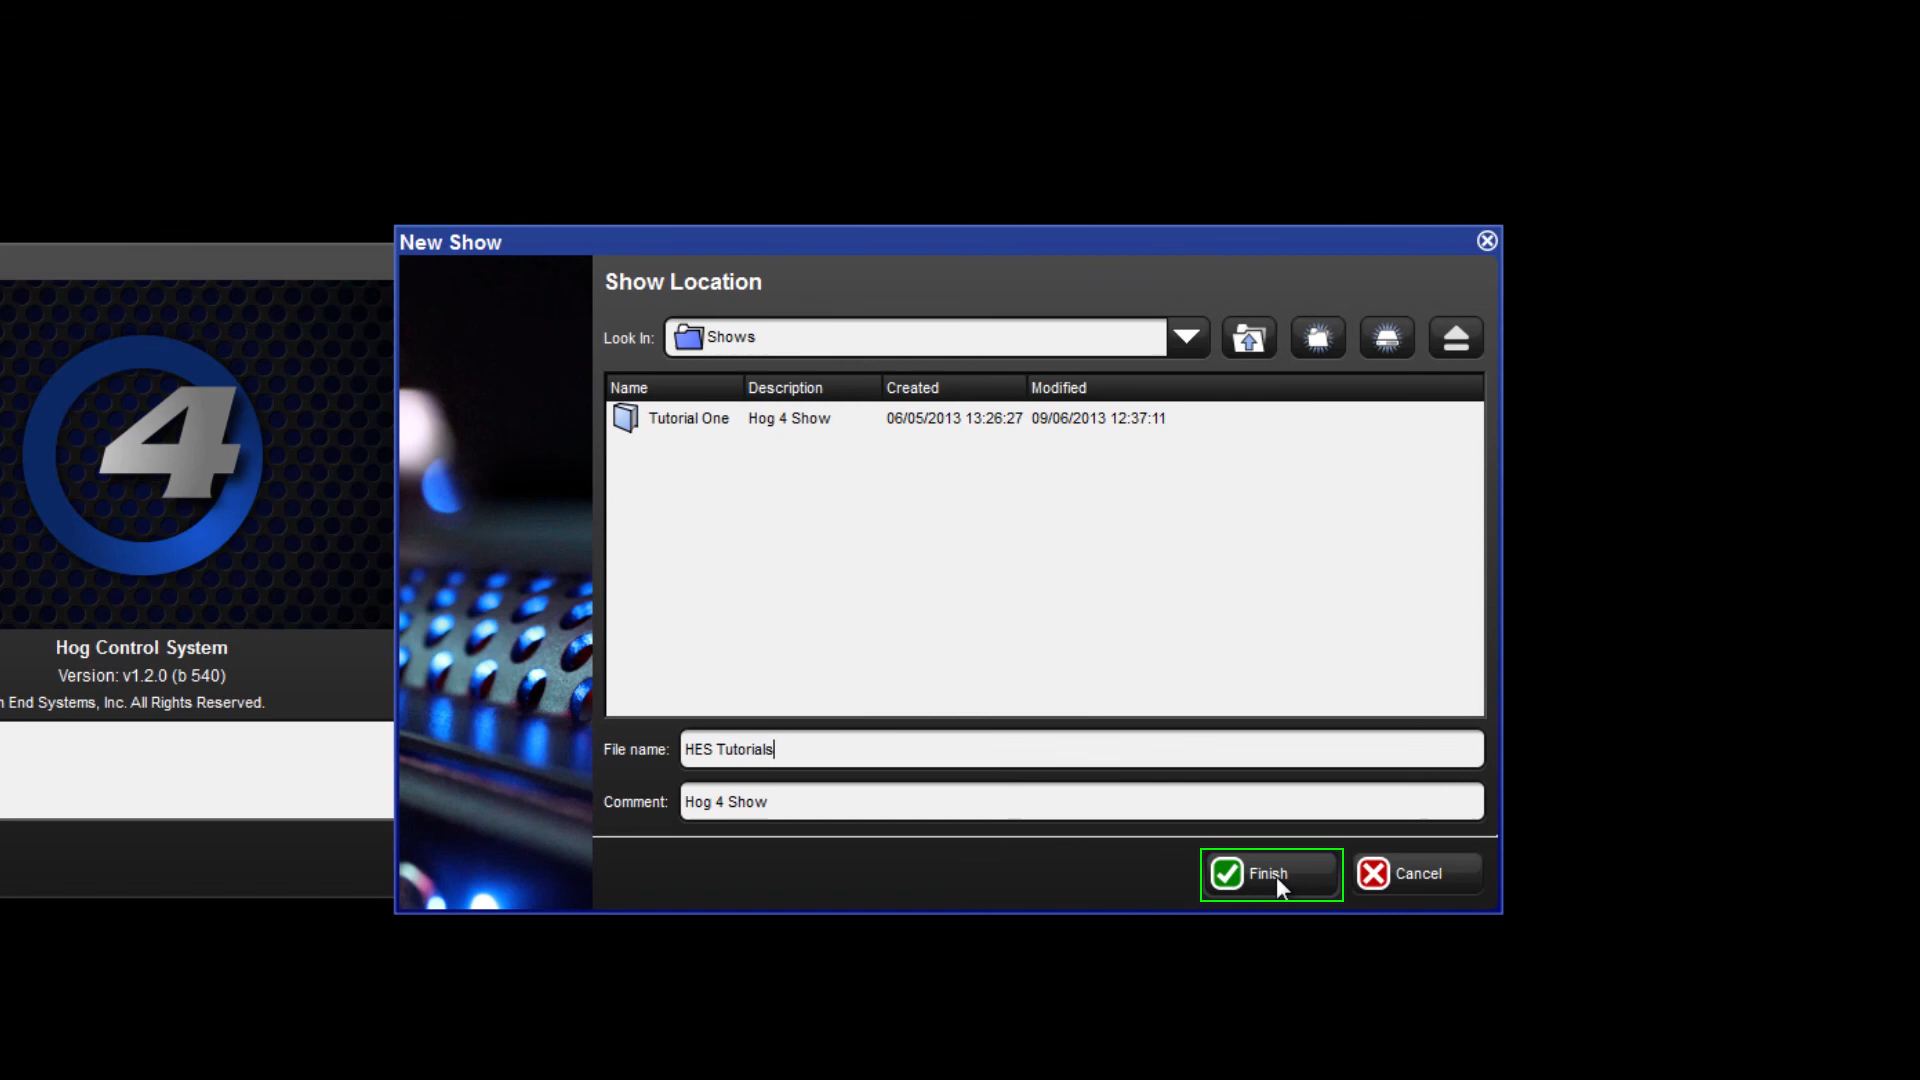 New Show
Show Location
Look In: Shows
Name Description Created Modified
Tutorial One Hog 4 Show 06/05/2013 13:26:27 09/06/2013 12:37:11
4
Hog Control System
Version: v1.2.0 (b 540)
End Systems, Inc. All Rights Reserved.
File name: HES Tutorials
Comment: Hog 4 Show
Finish Cancel